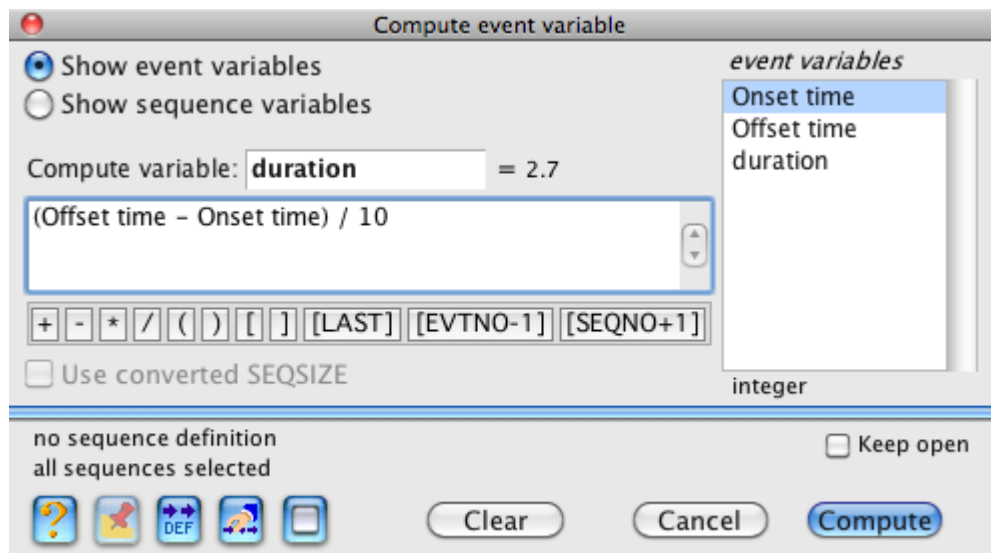 Compute event variable
Show event variables
Show sequence variables
Compute variable: duration = 2.7
(Offset time - Onset time) / 10
+ - * / ( ) [ ] [LAST] [EVTNO-1] [SEQNO+1]
Use converted SEQSIZE
event variables
Onset time
Offset time
duration
integer
no sequence definition
all sequences selected
Keep open
? DEF
Clear Cancel Compute